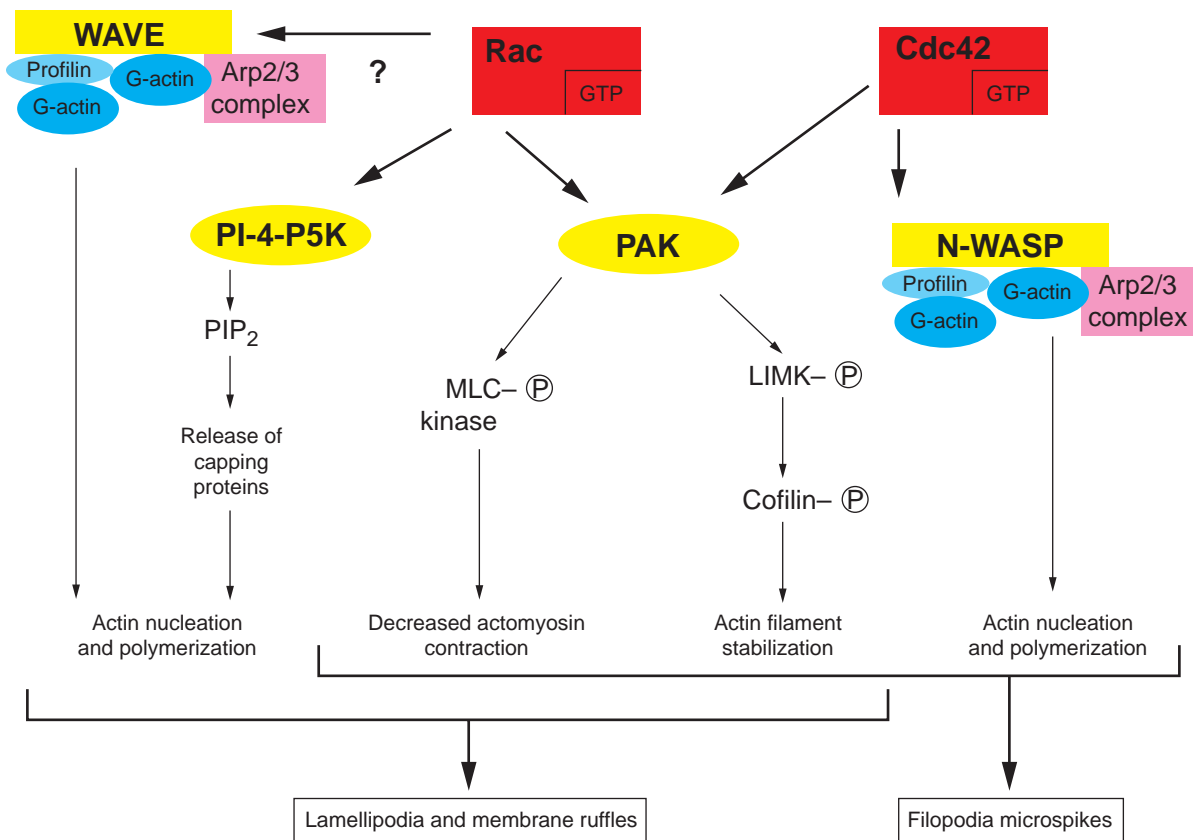 WAVE
Profilin
G-actin
G-actin
Arp2/3
complex
?
Rac
GTP
Cdc42
GTP
PI-4-P5K
PAK
N-WASP
Profilin
G-actin
G-actin
Arp2/3
complex
PIP2
MLC– P
kinase
LIMK– P
Release of
capping
proteins
Cofilin– P
Actin nucleation
and polymerization
Decreased actomyosin
contraction
Actin filament
stabilization
Actin nucleation
and polymerization
Lamellipodia and membrane ruffles
Filopodia microspikes